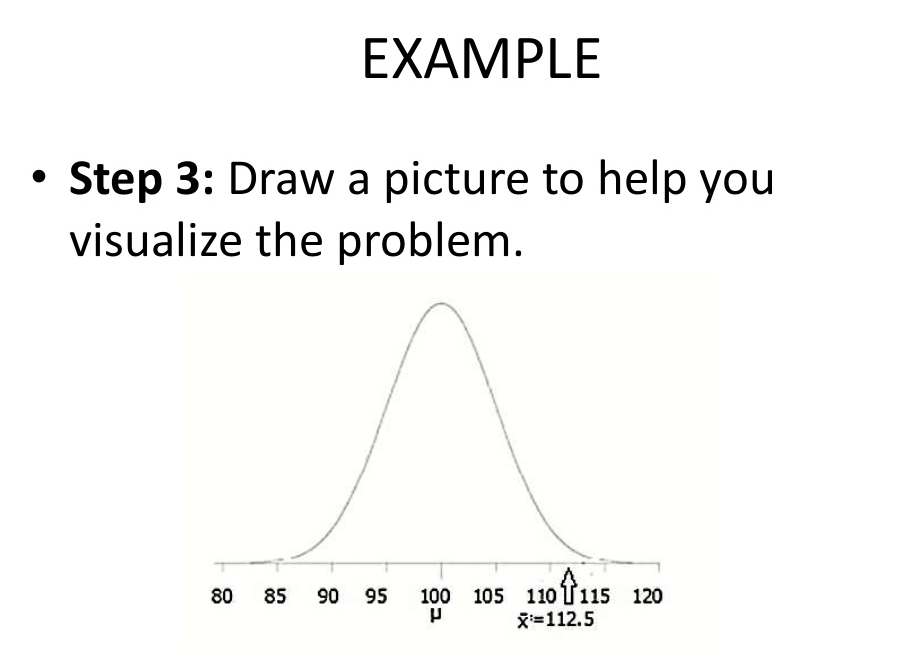 EXAMPLE
• Step 3: Draw a picture to help you
visualize the problem.
80 85 90 95 100 105 110 115 120
μ
x̄=112.5